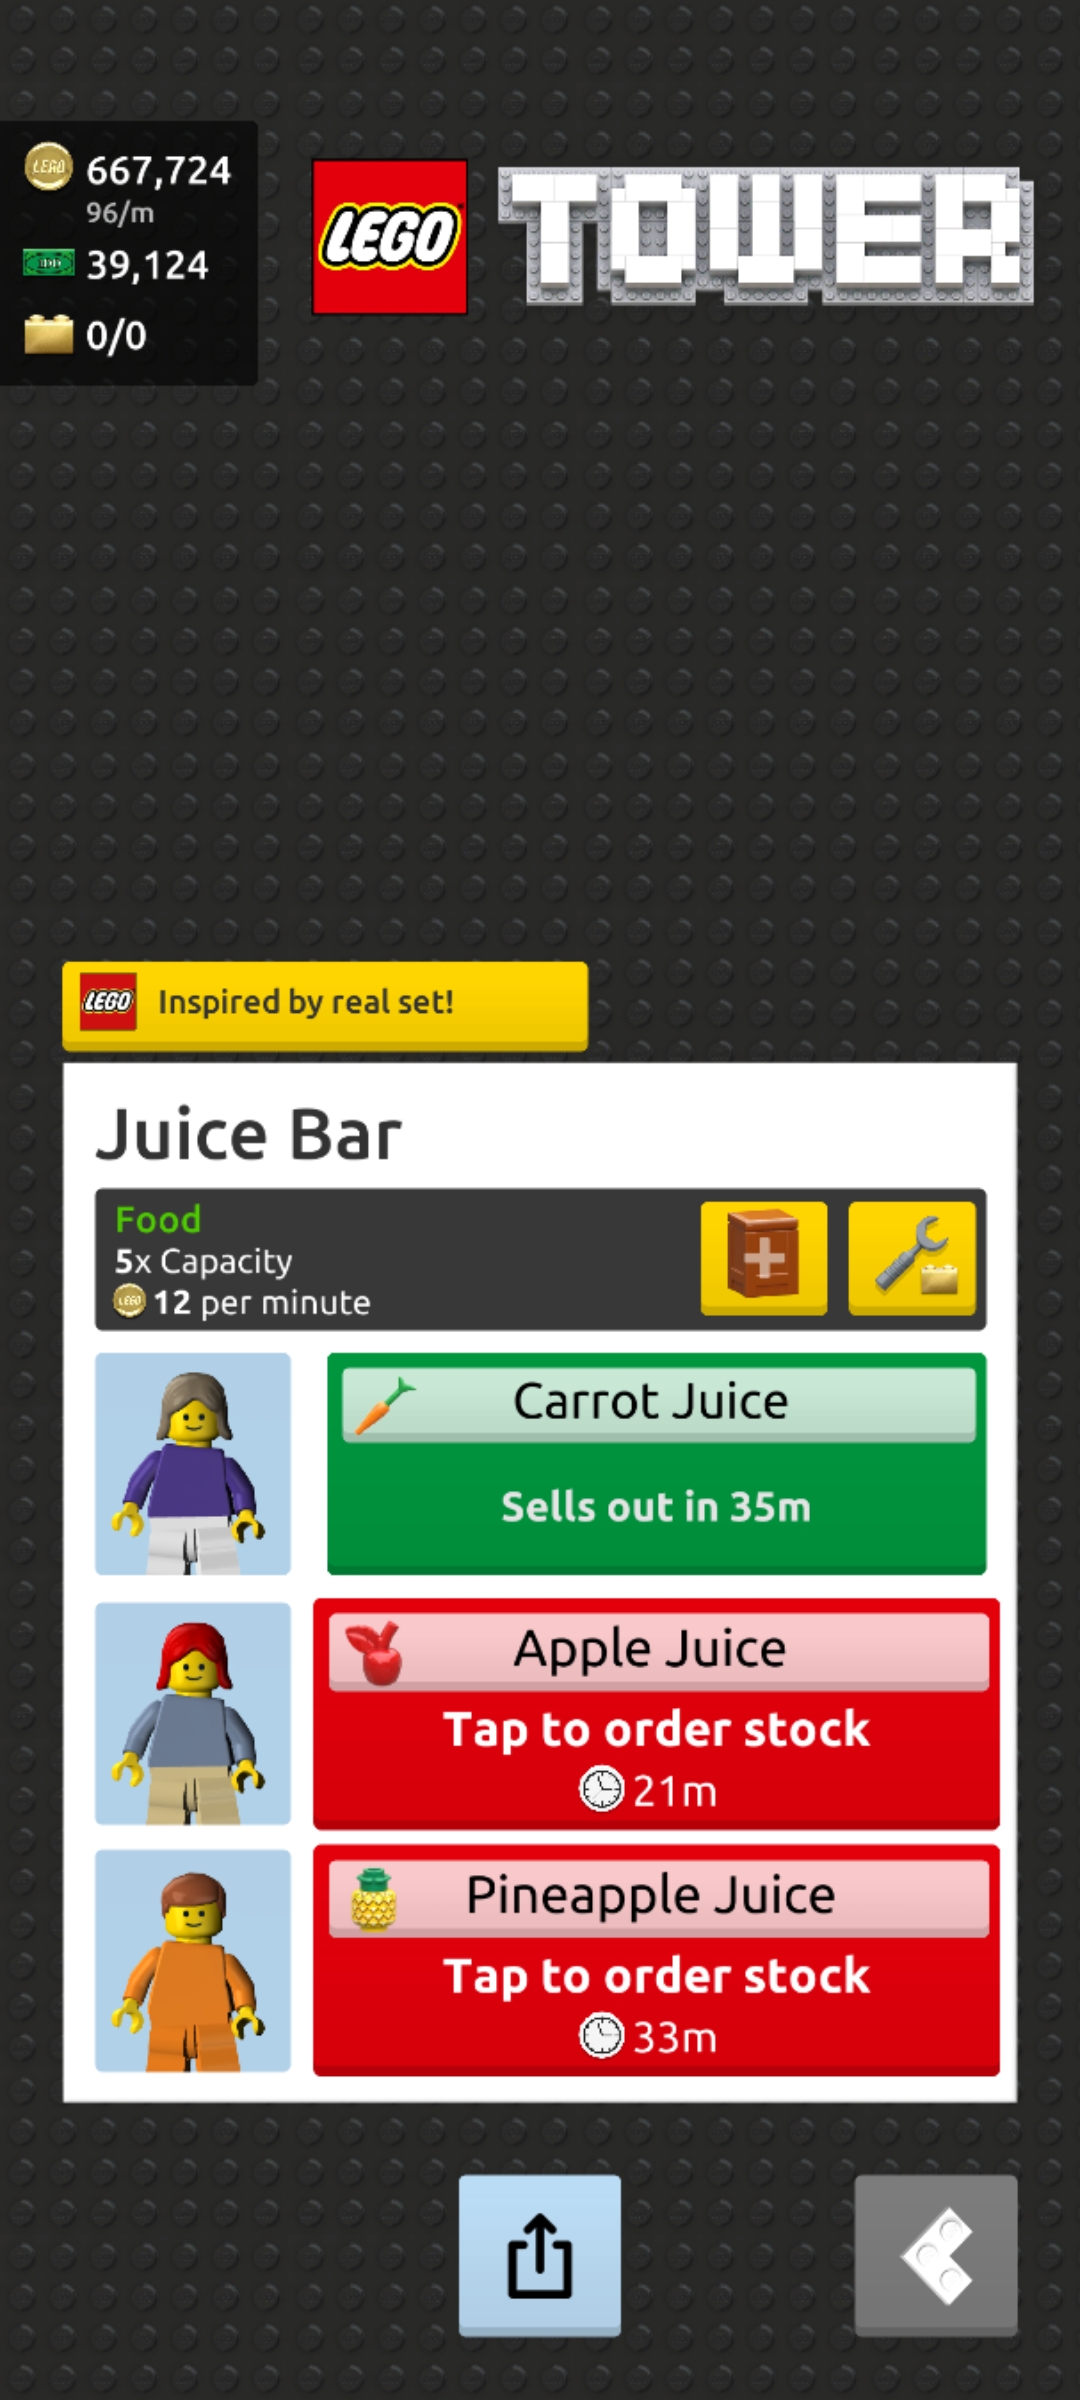 LEGO 667,724
96/m
39,124
0/0
LEGO TOWER
LEGO Inspired by real set!
Juice Bar
Food
5x Capacity
LEGO 12 per minute
Carrot Juice
Sells out in 35m
Apple Juice
Tap to order stock
21m
Pineapple Juice
Tap to order stock
33m